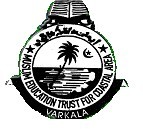 MUSLIM EDUCATION TRUST FOR COASTAL AREA
VARKALA